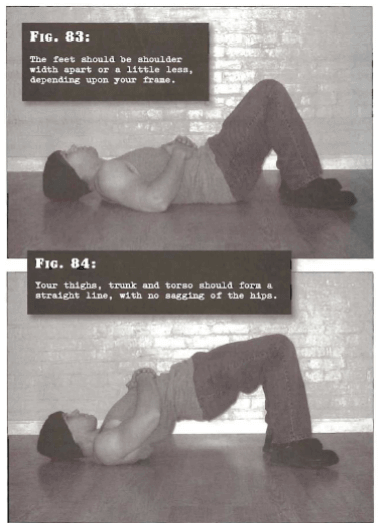 FIG. 83:
The feet should be shoulder
width apart or a little less,
depending upon your frame.
FIG. 84:
Your thighs, trunk and torso should form a
straight line, with no sagging of the hips.